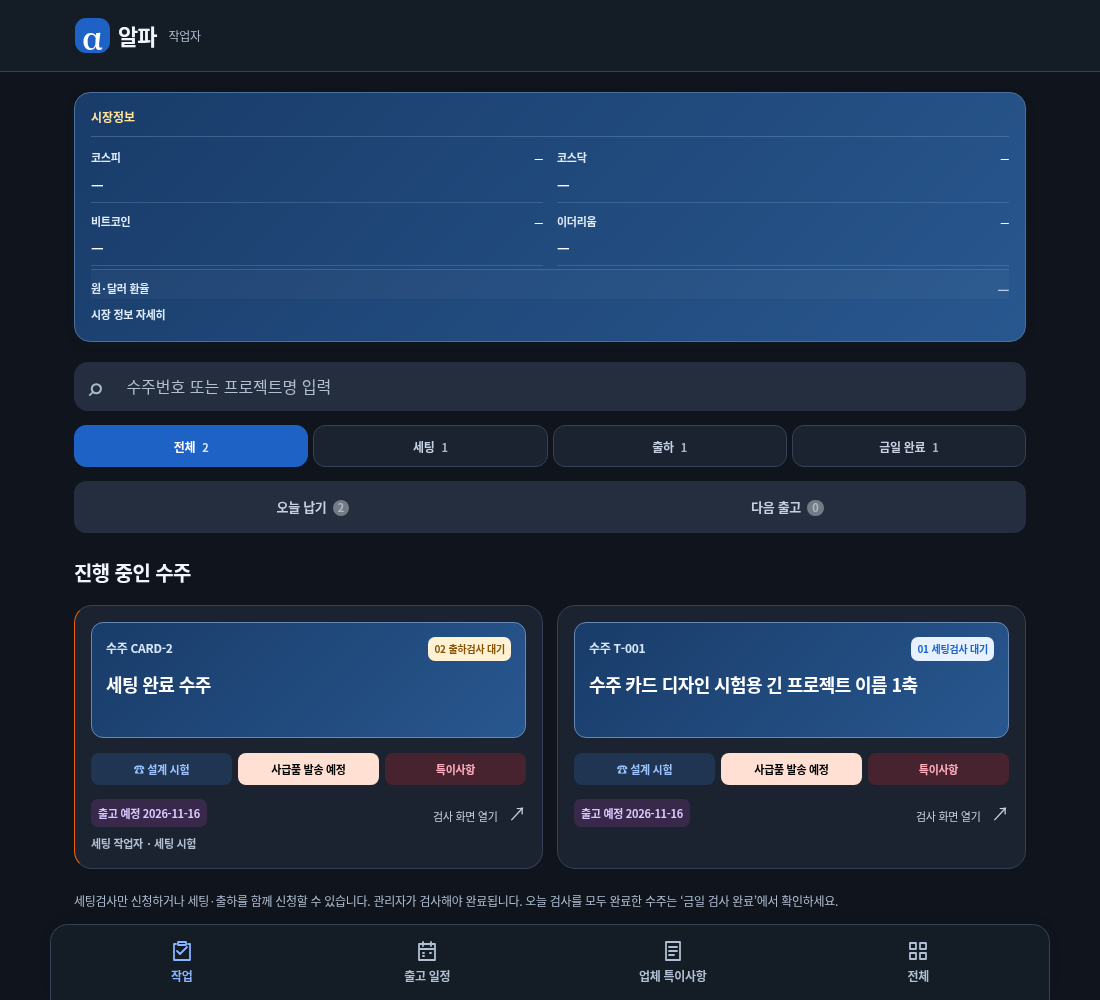 α 알파 작업자
시장정보
코스피 —
—
코스닥 —
—
비트코인 —
—
이더리움 —
—
원·달러 환율 —
시장 정보 자세히
수주번호 또는 프로젝트명 입력
전체 2
세팅 1
출하 1
금일 완료 1
오늘 납기 2
다음 출고 0
진행 중인 수주
수주 CARD-2
02 출하검사 대기
세팅 완료 수주
☎ 설계 시험
사급품 발송 예정
특이사항
출고 예정 2026-11-16
검사 화면 열기 ↗
세팅 작업자 · 세팅 시험
수주 T-001
01 세팅검사 대기
수주 카드 디자인 시험용 긴 프로젝트 이름 1축
☎ 설계 시험
사급품 발송 예정
특이사항
출고 예정 2026-11-16
검사 화면 열기 ↗
세팅검사만 신청하거나 세팅·출하를 함께 신청할 수 있습니다. 관리자가 검사해야 완료됩니다. 오늘 검사를 모두 완료한 수주는 ‘금일 검사 완료’에서 확인하세요.
작업
출고 일정
업체 특이사항
전체